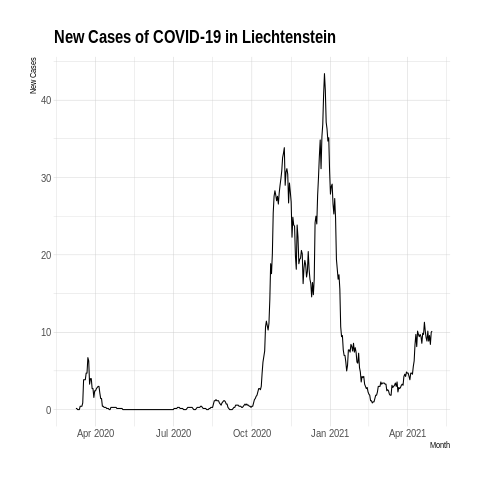 New Cases of COVID-19 in Liechtenstein
New Cases
40
30
20
10
0
Apr 2020 Jul 2020 Oct 2020 Jan 2021 Apr 2021
Month